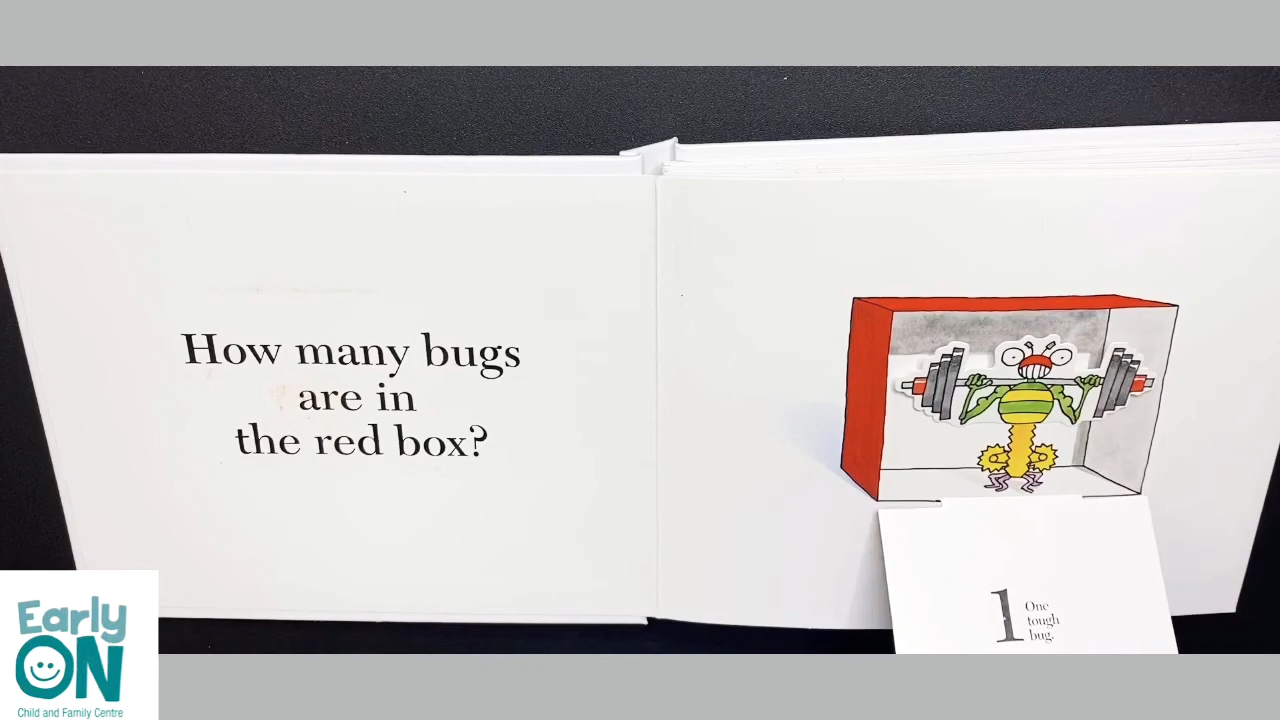 How many bugs
are in
the red box?
1
One
tough
bug.
Early
ON
Child and Family Centre